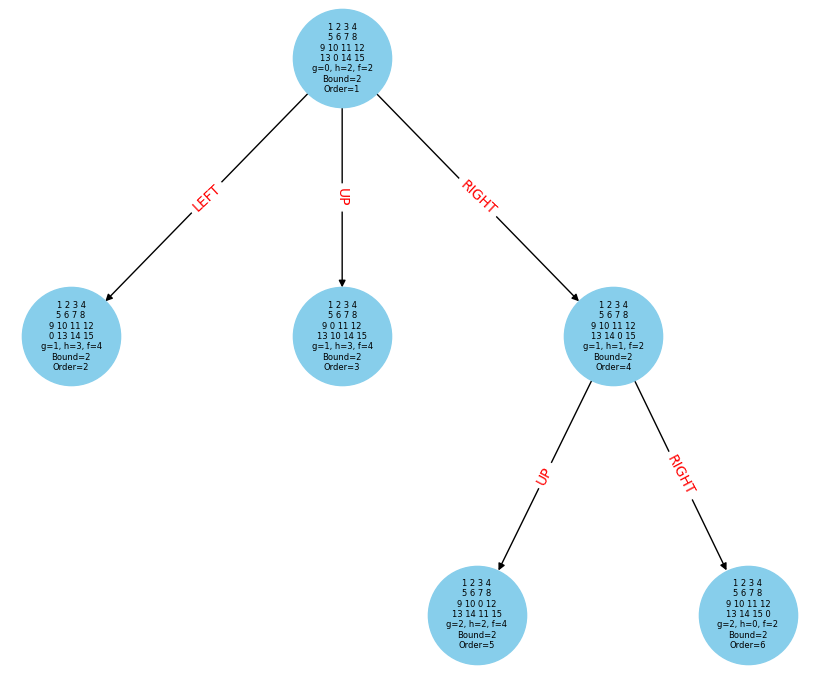 1 2 3 4
5 6 7 8
9 10 11 12
13 0 14 15
g=0, h=2, f=2
Bound=2
Order=1
LEFT
UP
RIGHT
1 2 3 4
5 6 7 8
9 10 11 12
0 13 14 15
g=1, h=3, f=4
Bound=2
Order=2
1 2 3 4
5 6 7 8
9 0 11 12
13 10 14 15
g=1, h=3, f=4
Bound=2
Order=3
1 2 3 4
5 6 7 8
9 10 11 12
13 14 0 15
g=1, h=1, f=2
Bound=2
Order=4
UP
RIGHT
1 2 3 4
5 6 7 8
9 10 0 12
13 14 11 15
g=2, h=2, f=4
Bound=2
Order=5
1 2 3 4
5 6 7 8
9 10 11 12
13 14 15 0
g=2, h=0, f=2
Bound=2
Order=6